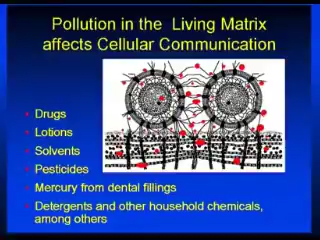 Pollution in the Living Matrix
affects Cellular Communication
Drugs
Lotions
Solvents
Pesticides
Mercury from dental fillings
Detergents and other household chemicals,
among others